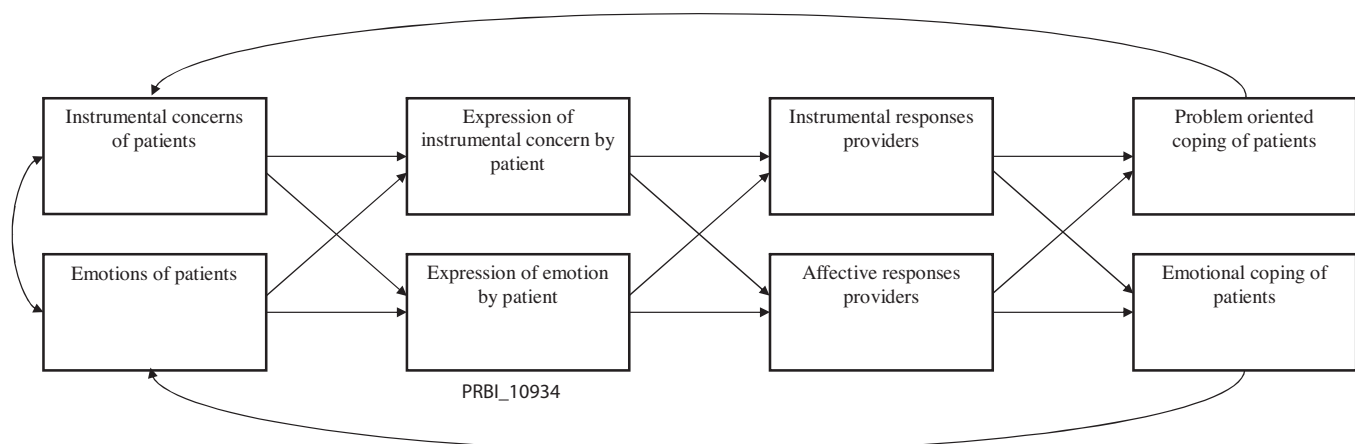 Instrumental concerns
of patients
Expression of
instrumental concern by
patient
Instrumental responses
providers
Problem oriented
coping of patients
Emotions of patients
Expression of emotion
by patient
Affective responses
providers
Emotional coping of
patients
PRBI_10934